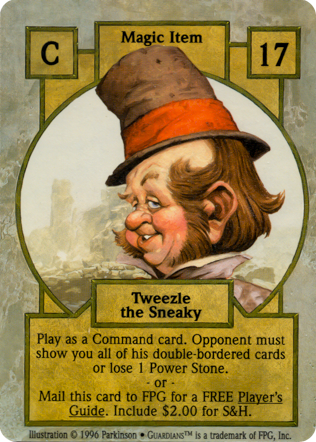 Magic Item
C
17
Tweezle
the Sneaky
Play as a Command card. Opponent must
show you all of his double-bordered cards
or lose 1 Power Stone.
- or -
Mail this card to FPG for a FREE Player's
Guide. Include $2.00 for S&H.
Illustration © 1996 Parkinson • GUARDIANS™ is a trademark of FPG, Inc.